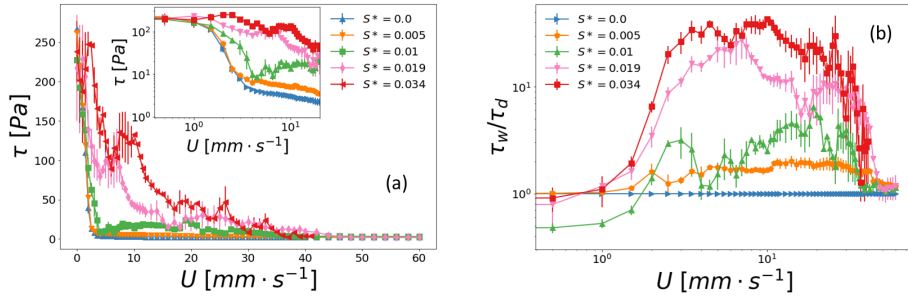 250
200
150
100
50
0
τ [Pa]
0 10 20 30 40 50 60
U [mm · s⁻¹]
10²
10¹
10⁰
τ [Pa]
10⁰ 10¹
U [mm · s⁻¹]
S* = 0.0
S* = 0.005
S* = 0.01
S* = 0.019
S* = 0.034
(a)
10¹
10⁰
τw/τd
10⁰ 10¹
U [mm · s⁻¹]
S* = 0.0
S* = 0.005
S* = 0.01
S* = 0.019
S* = 0.034
(b)